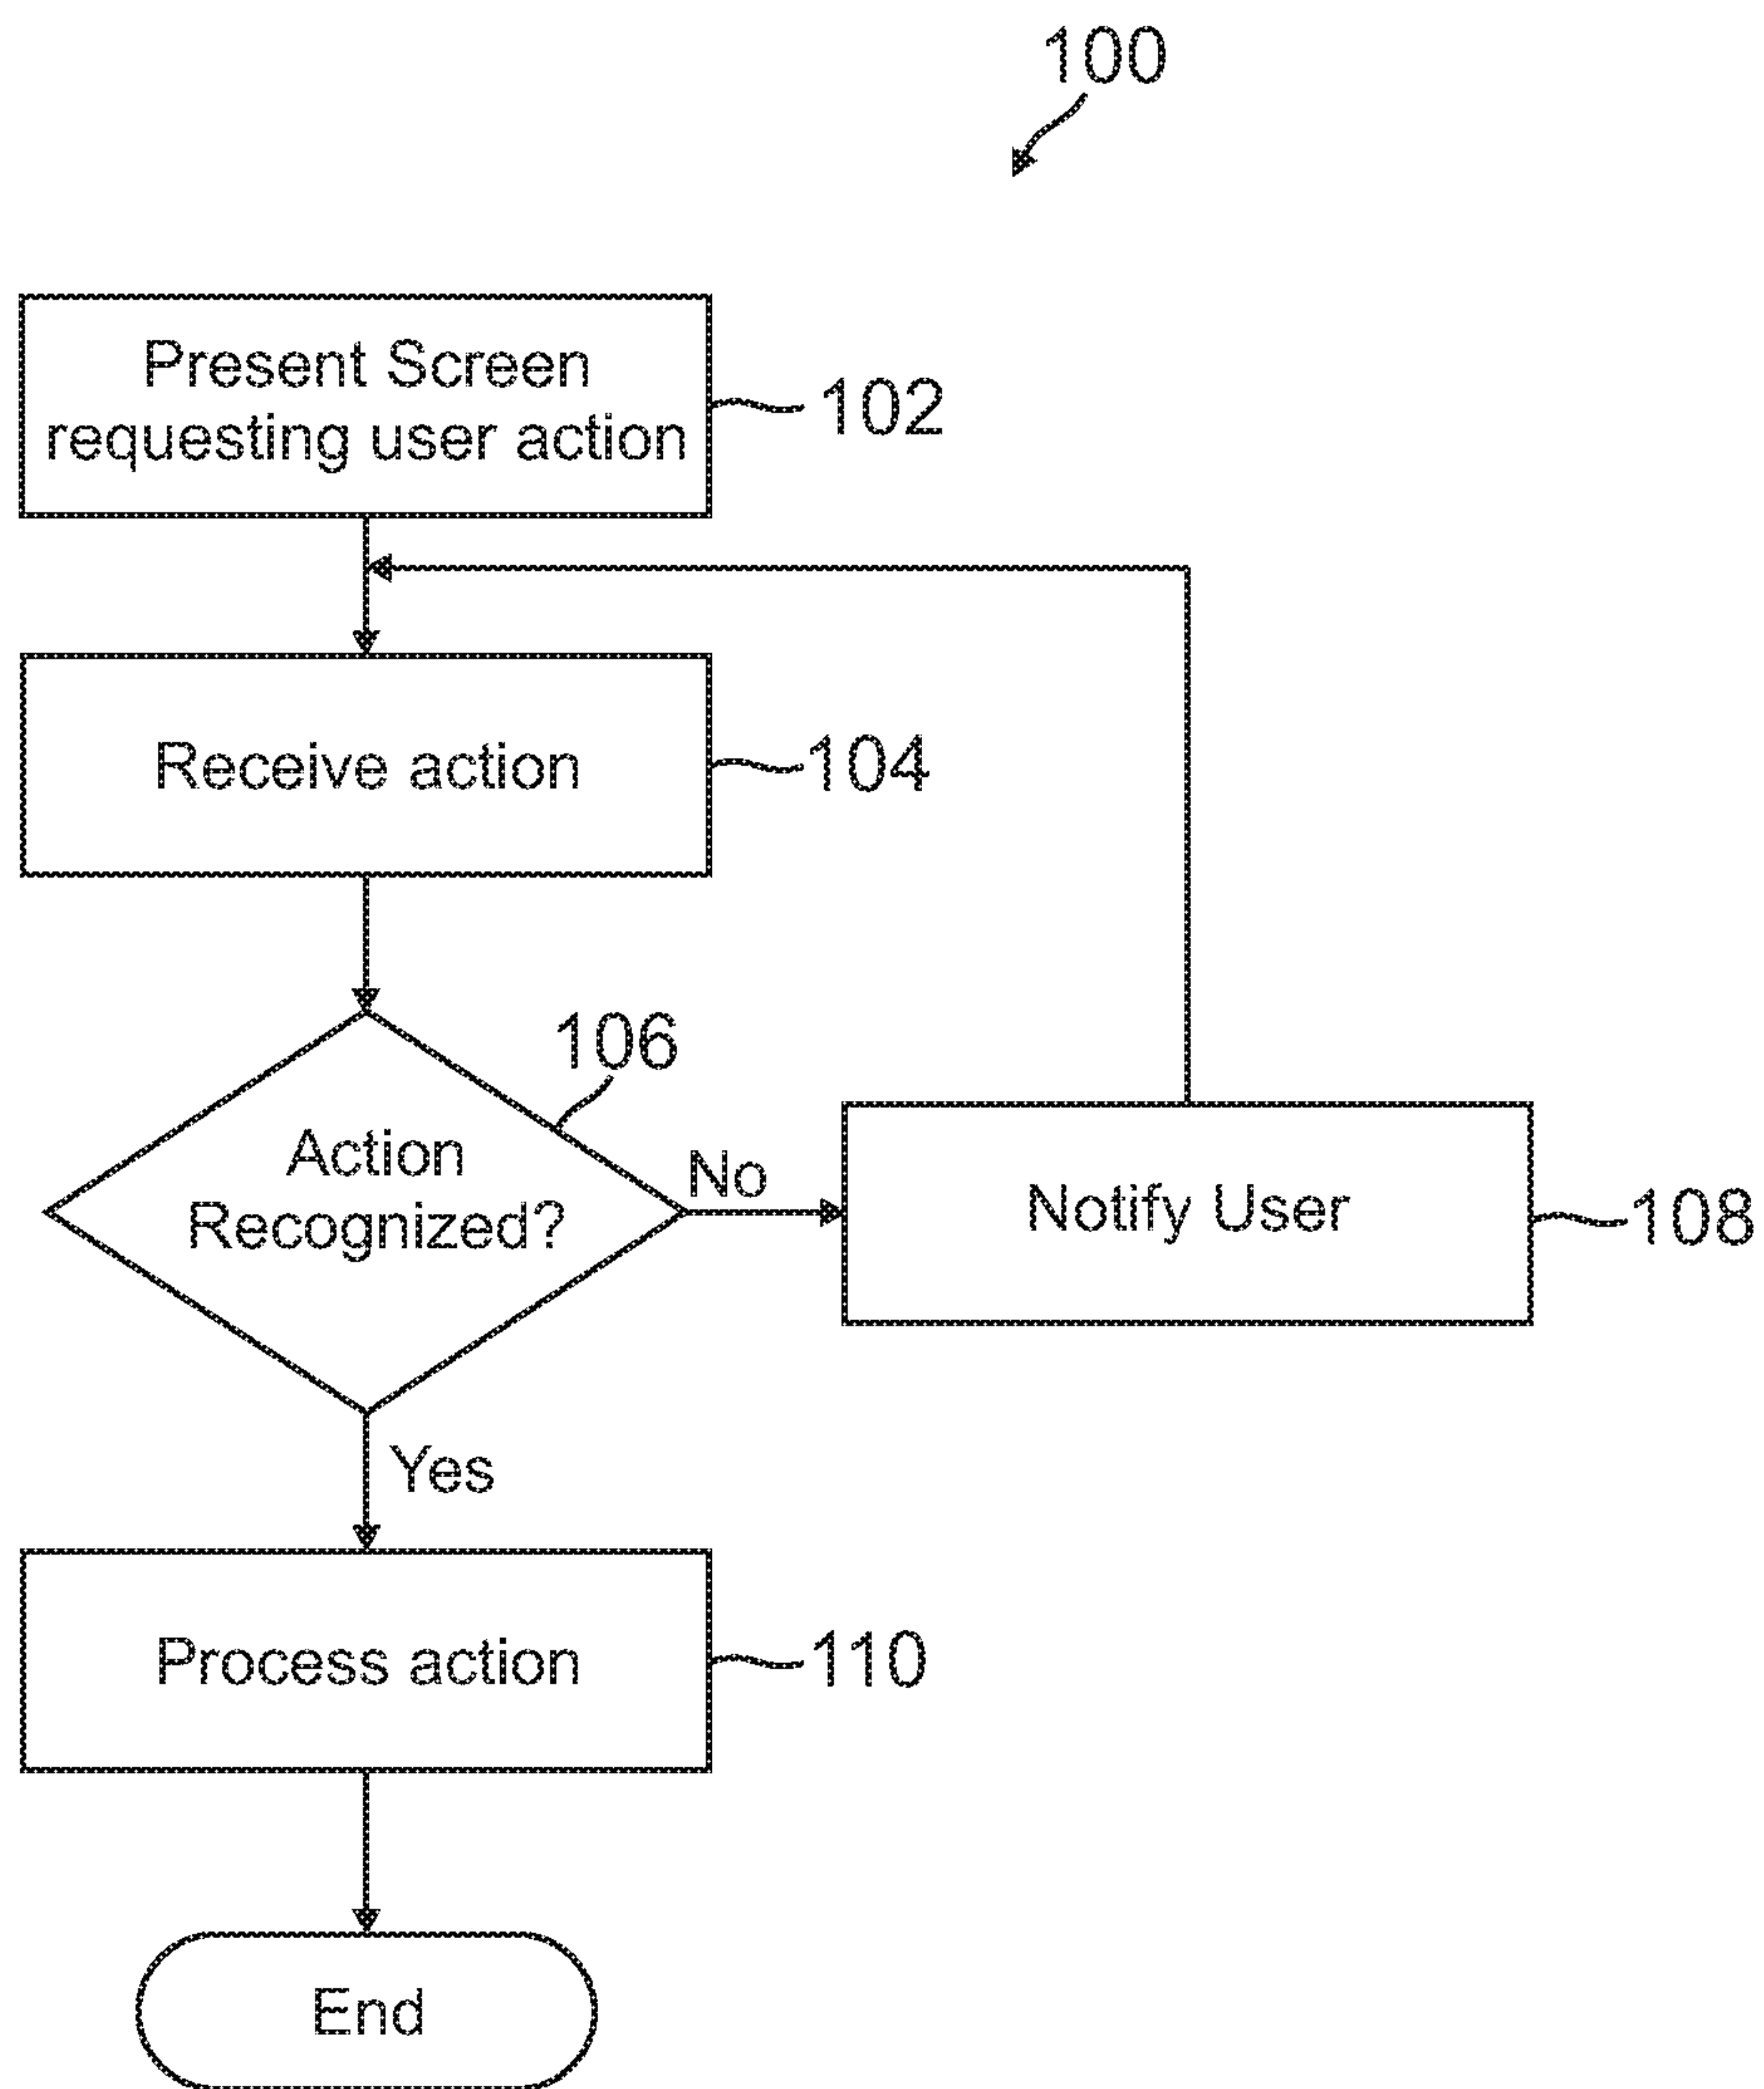 100
Present Screen
requesting user action
102
Receive action
104
106
Action
Recognized?
No
Notify User
108
Yes
Process action
110
End